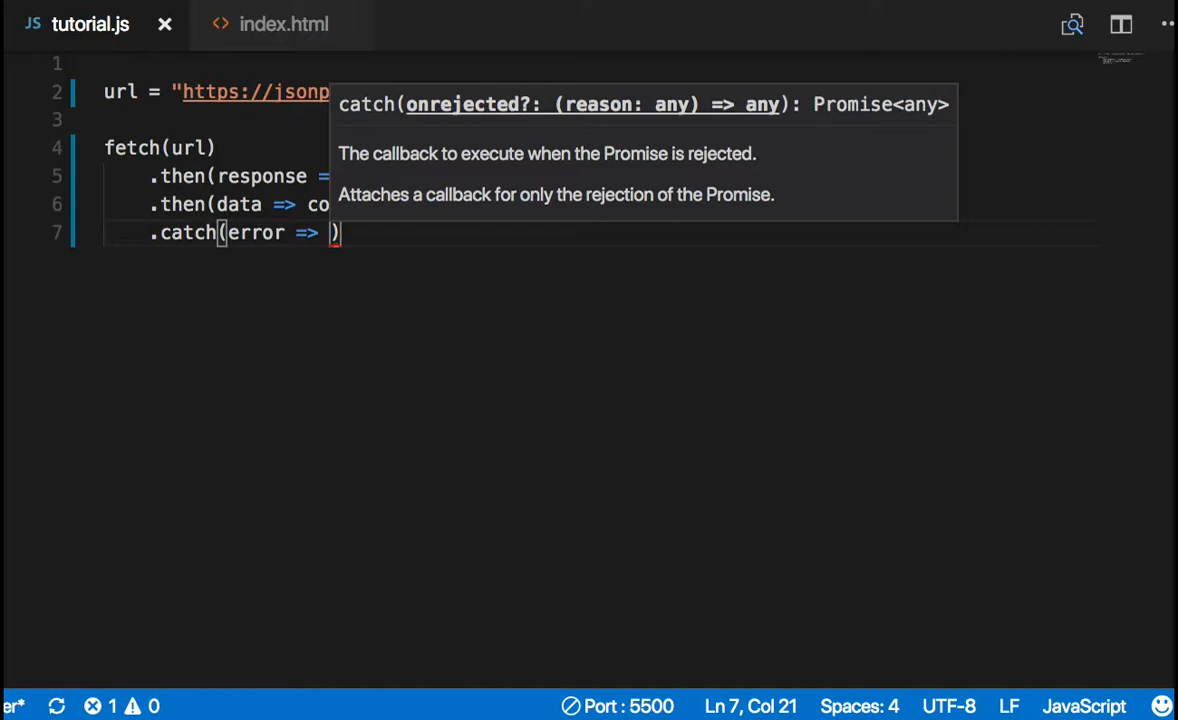 JS tutorial.js × <> index.html
1
2 url = "https://jsonp
3
4 fetch(url)
5 .then(response =
6 .then(data => co
7 .catch(error => )
catch(onrejected?: (reason: any) => any): Promise<any>
The callback to execute when the Promise is rejected.
Attaches a callback for only the rejection of the Promise.
er* 1 0 Port : 5500 Ln 7, Col 21 Spaces: 4 UTF-8 LF JavaScript